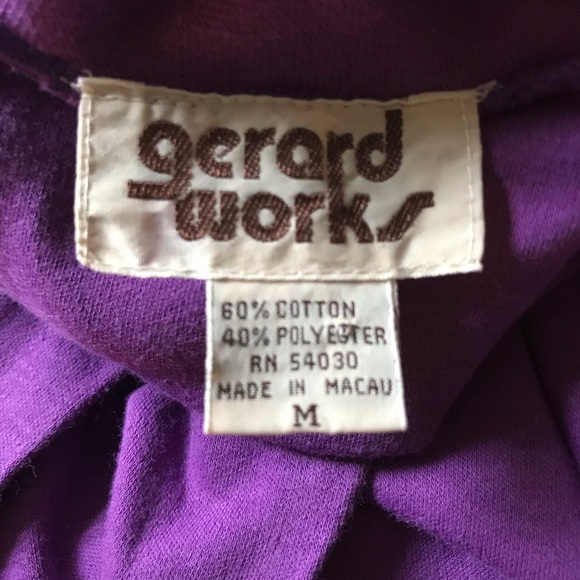 gerard
works
60% COTTON
40% POLYESTER
RN 54030
MADE IN MACAU
M